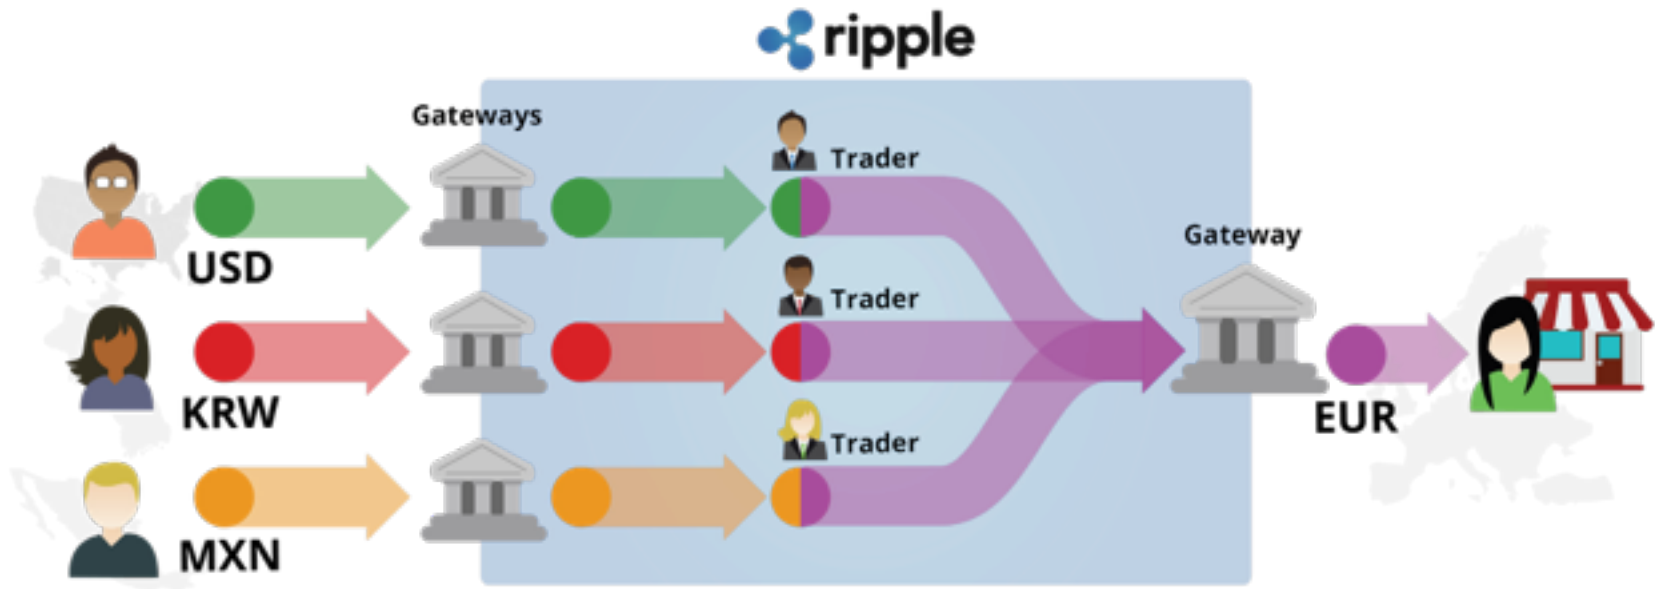 ripple
Gateways
Trader
USD
Trader
KRW
Trader
MXN
Gateway
EUR